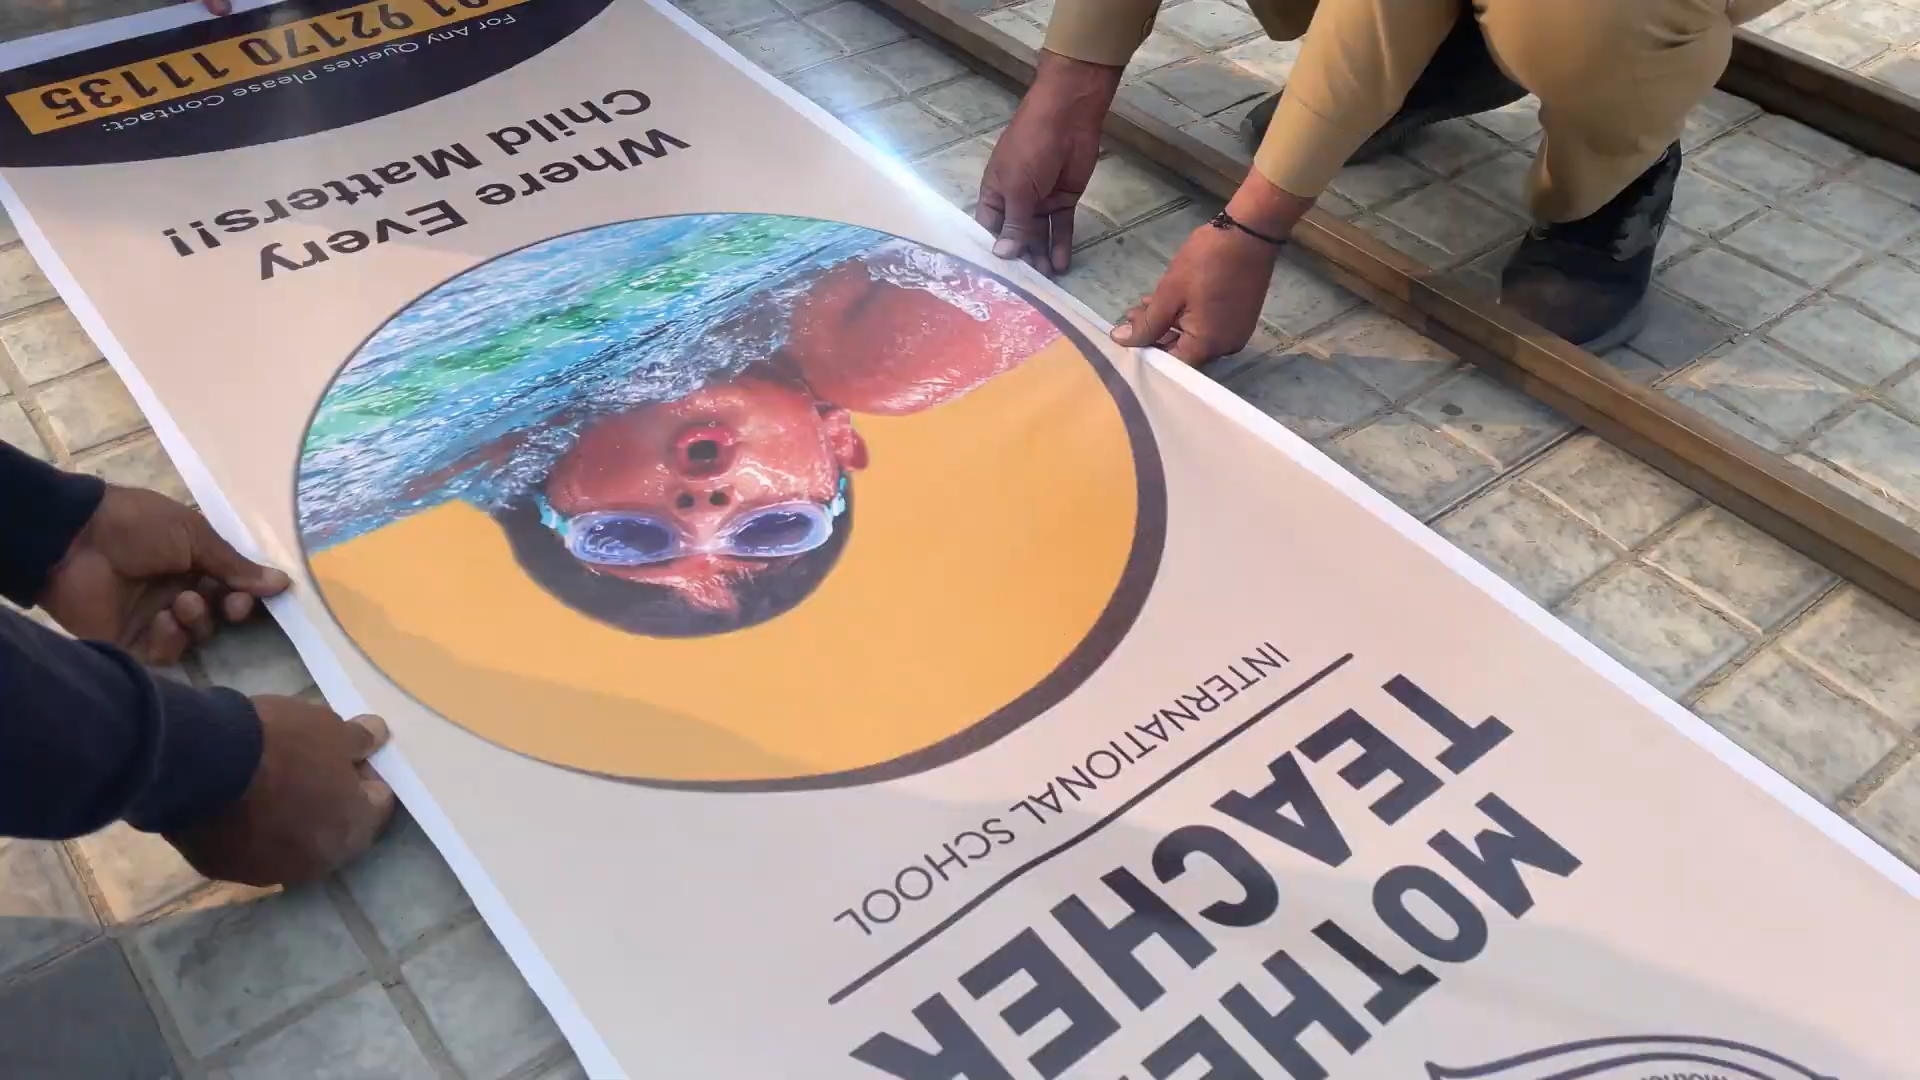 MOTHER
TEACHER
INTERNATIONAL SCHOOL
Where Every
Child Matters!!
For Any Queries Please Contact:
92170 11135